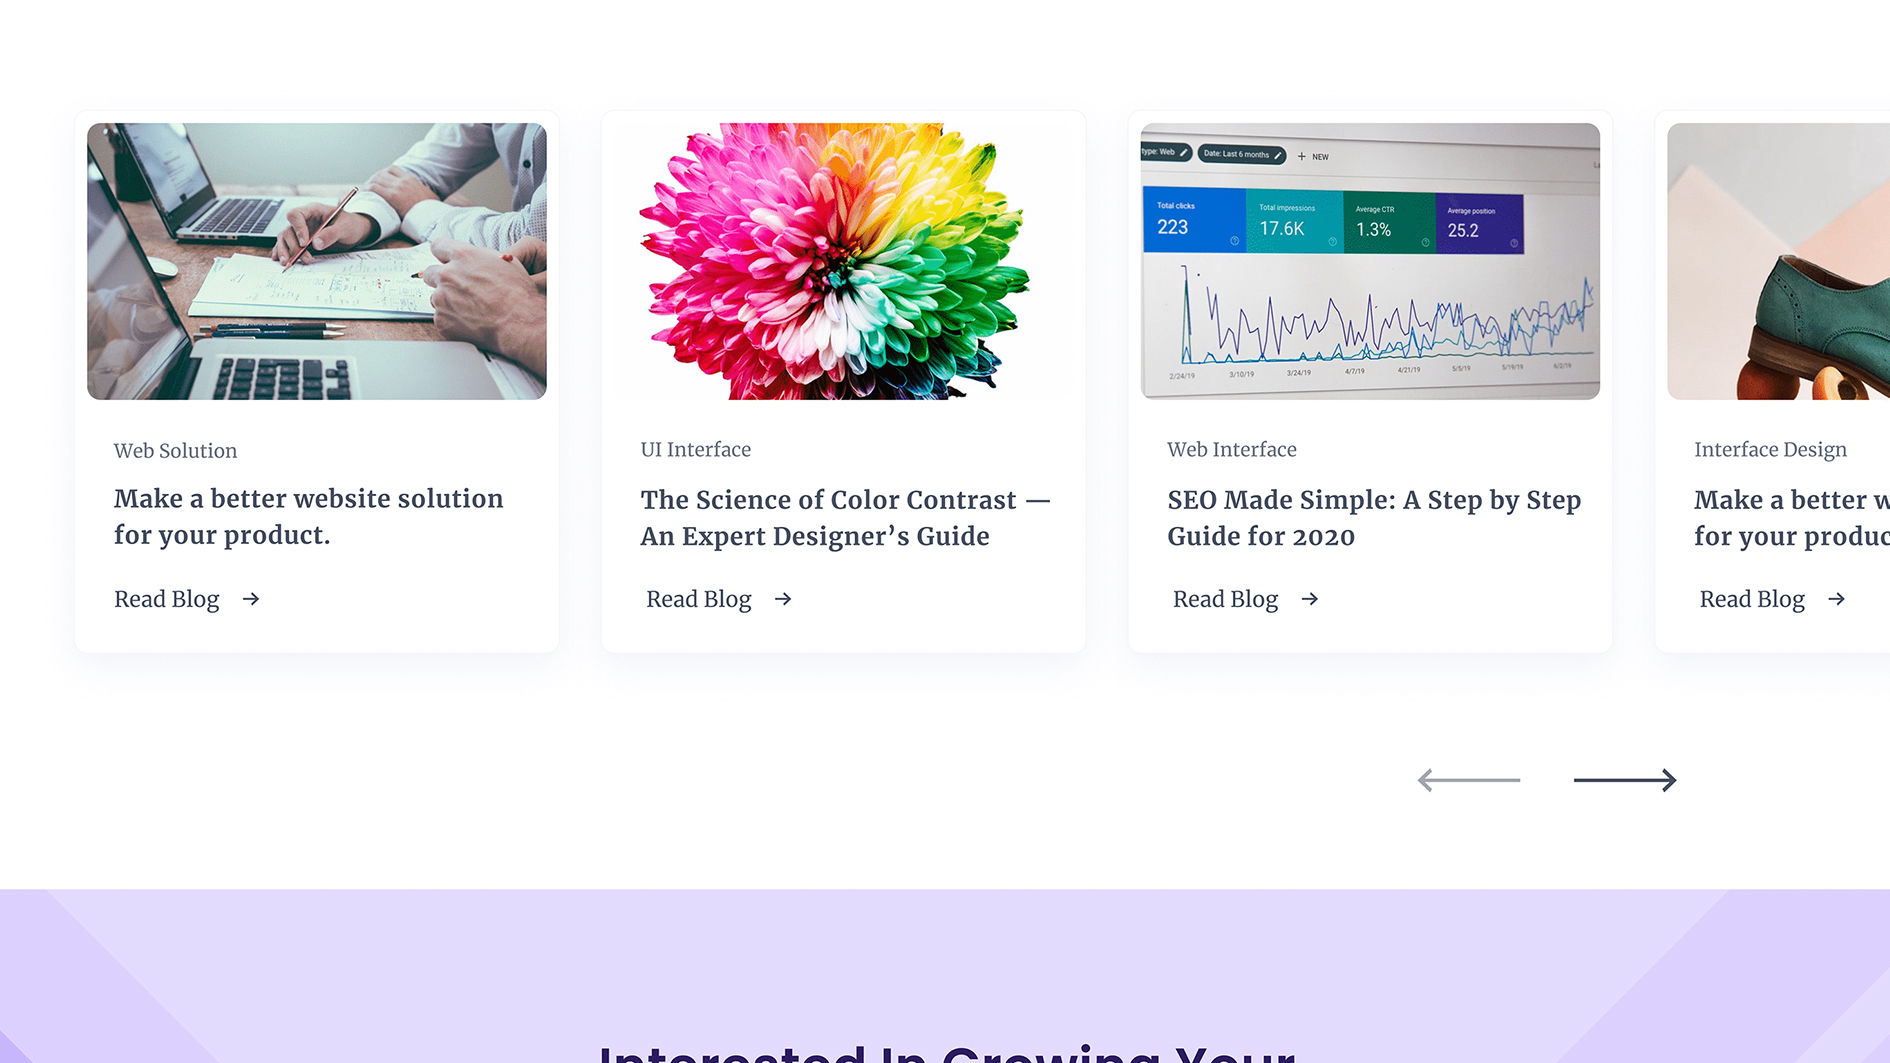 Web Solution
Make a better website solution
for your product.
Read Blog
UI Interface
The Science of Color Contrast —
An Expert Designer’s Guide
Read Blog
type: Web
Date: Last 6 months
NEW
Total clicks
223
Total impressions
17.6K
Average CTR
1.3%
Average position
25.2
2/24/19
3/10/19
3/24/19
4/7/19
4/21/19
5/5/19
5/19/19
6/2/19
Web Interface
SEO Made Simple: A Step by Step
Guide for 2020
Read Blog
Interface Design
Make a better w
for your produc
Read Blog
Interested In Growing Your